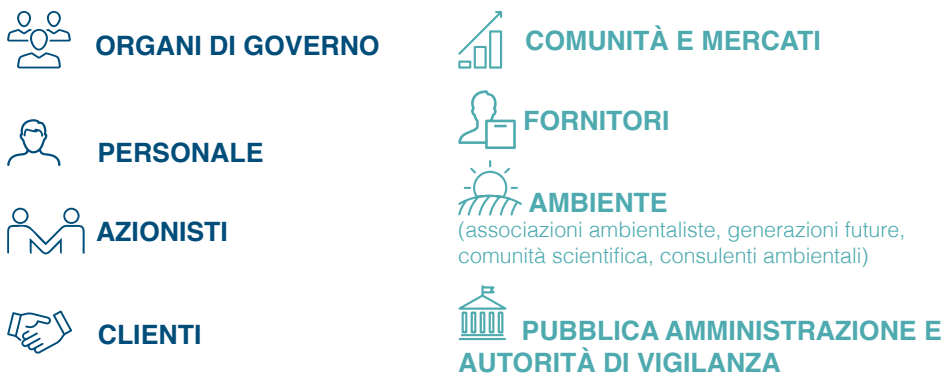 ORGANI DI GOVERNO
PERSONALE
AZIONISTI
CLIENTI
COMUNITÀ E MERCATI
FORNITORI
AMBIENTE
(associazioni ambientaliste, generazioni future,
comunità scientifica, consulenti ambientali)
PUBBLICA AMMINISTRAZIONE E
AUTORITÀ DI VIGILANZA